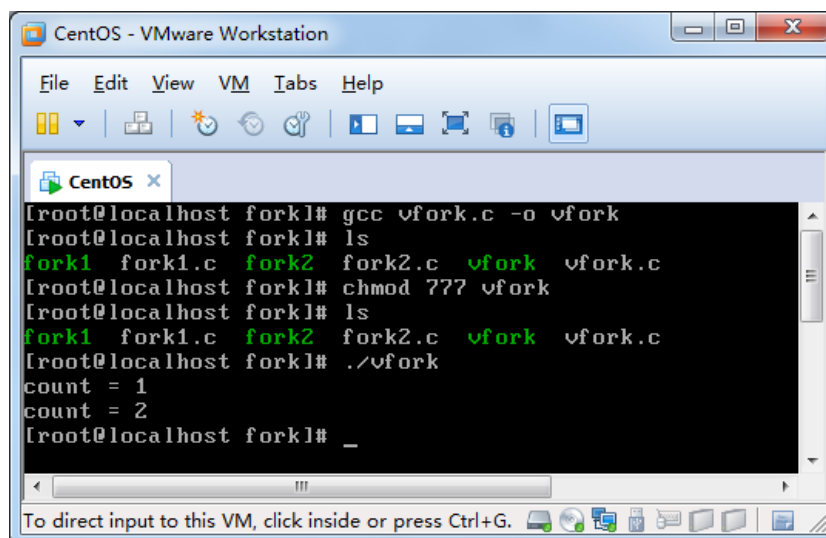 CentOS - VMware Workstation
File Edit View VM Tabs Help
CentOS
[root@localhost fork]# gcc vfork.c -o vfork
[root@localhost fork]# ls
fork1 fork1.c fork2 fork2.c vfork vfork.c
[root@localhost fork]# chmod 777 vfork
[root@localhost fork]# ls
fork1 fork1.c fork2 fork2.c vfork vfork.c
[root@localhost fork]# ./vfork
count = 1
count = 2
[root@localhost fork]# _
To direct input to this VM, click inside or press Ctrl+G.